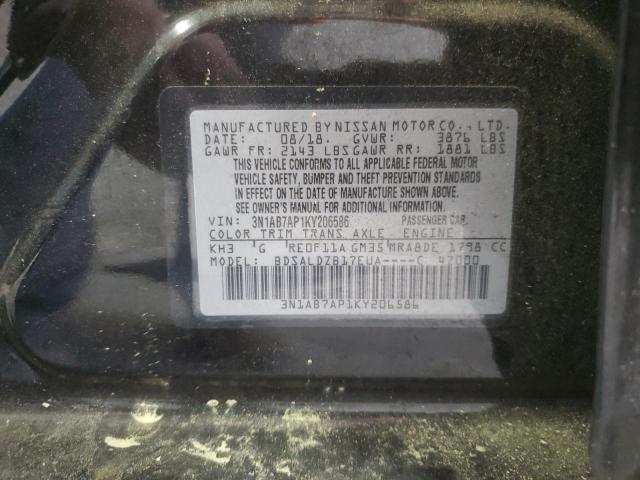 MANUFACTURED BY NISSAN MOTOR CO., LTD.
DATE: 08/18. GVWR: 3876 LBS
GAWR FR: 2143 LBS GAWR RR: 1881 LBS
THIS VEHICLE CONFORMS TO ALL APPLICABLE FEDERAL MOTOR
VEHICLE SAFETY, BUMPER AND THEFT PREVENTION STANDARDS
IN EFFECT ON THE DATE OF MANUFACTURE SHOWN ABOVE.
SEE OWNER'S MANUAL FOR ADDITIONAL INFORMATION.
VIN: 3N1AB7AP1KY206586 PASSENGER CAR
COLOR TRIM TRANS AXLE ENGINE
KH3 G RE0F11A GM35 MRA8DE 1798 CC
MODEL: BDSALDZB17EUA----C 47000
3N1AB7AP1KY206586